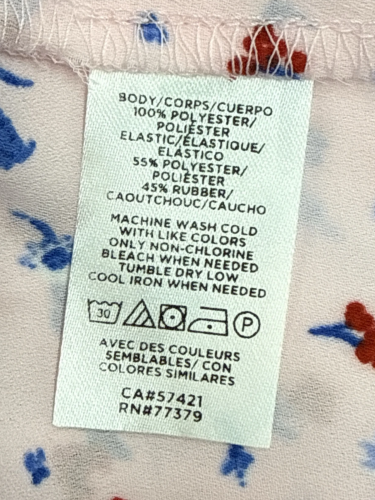 BODY/CORPS/CUERPO
100% POLYESTER/
POLIÉSTER
ELASTIC/ÉLASTIQUE/
ELÁSTICO
55% POLYESTER/
POLIÉSTER
45% RUBBER/
CAOUTCHOUC/CAUCHO
MACHINE WASH COLD
WITH LIKE COLORS
ONLY NON-CHLORINE
BLEACH WHEN NEEDED
TUMBLE DRY LOW
COOL IRON WHEN NEEDED
30 P
AVEC DES COULEURS
SEMBLABLES/ CON
COLORES SIMILARES
CA#57421
RN#77379